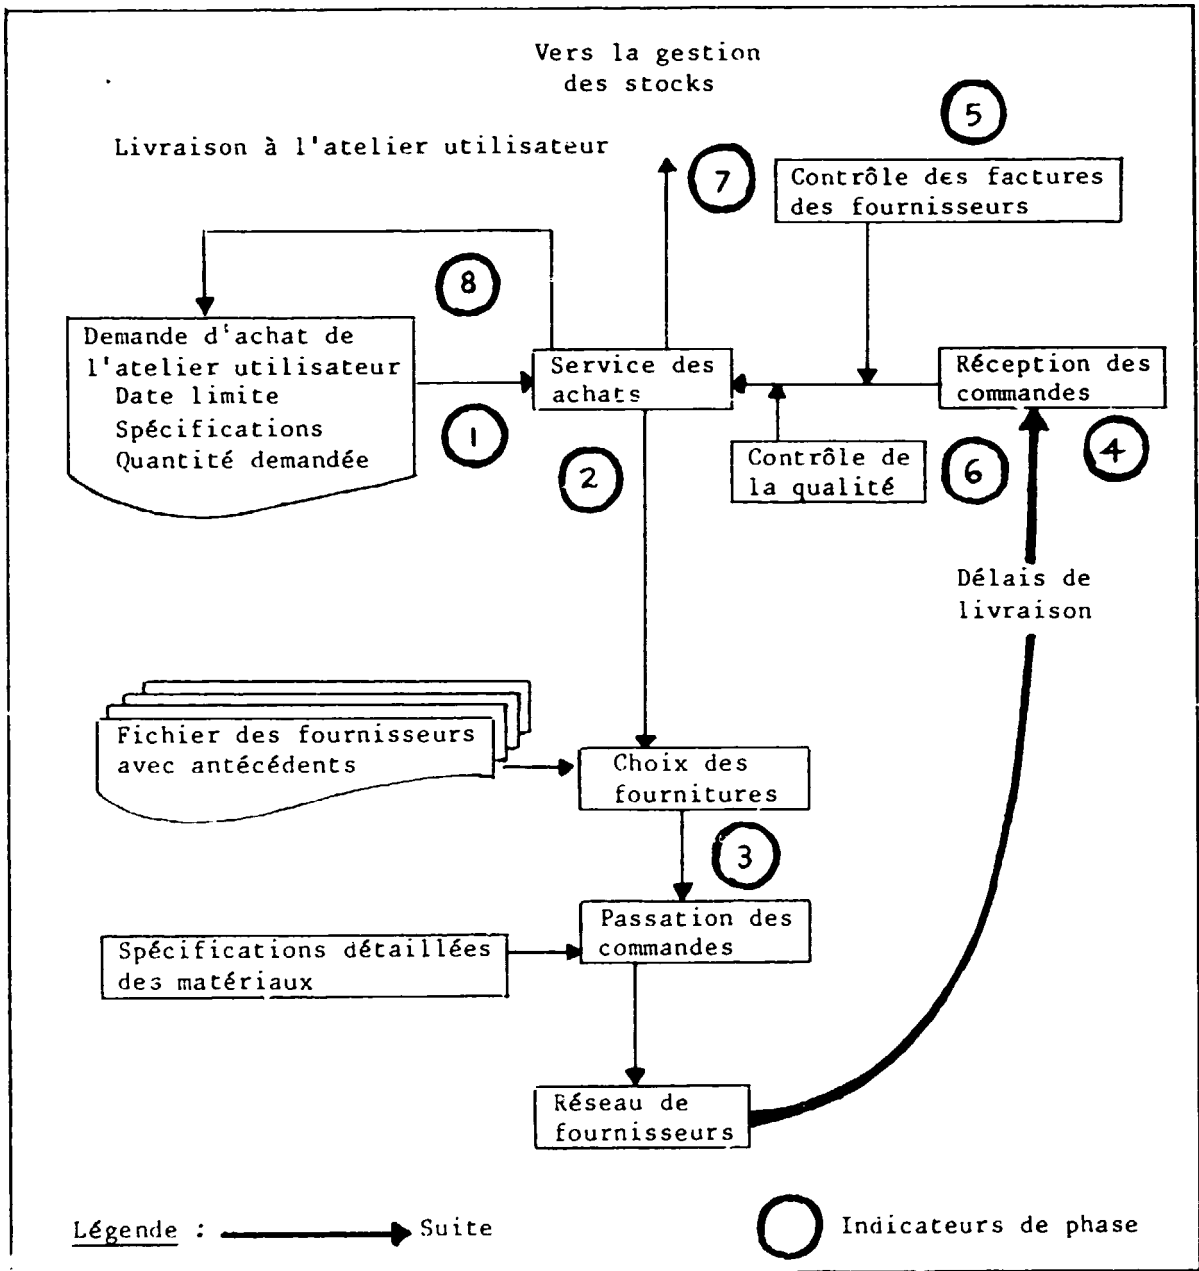 Vers la gestion
des stocks
5
Livraison à l'atelier utilisateur
7
Contrôle des factures
des fournisseurs
8
Demande d'achat de
l'atelier utilisateur
Date limite
Spécifications
Quantité demandée
1
Service des
achats
2
Réception des
commandes
4
Contrôle de
la qualité
6
Délais de
livraison
Fichier des fournisseurs
avec antécédents
Choix des
fournitures
3
Passation des
commandes
Spécifications détaillées
des matériaux
Réseau de
fournisseurs
Légende : Suite
Indicateurs de phase